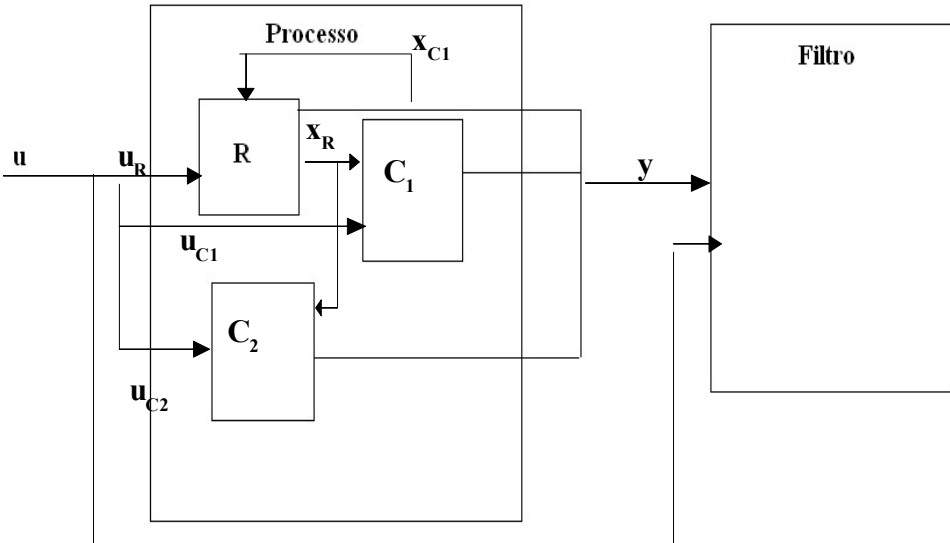 Processo
x_C1
Filtro
R
x_R
u
u_R
C_1
y
u_C1
C_2
u_C2